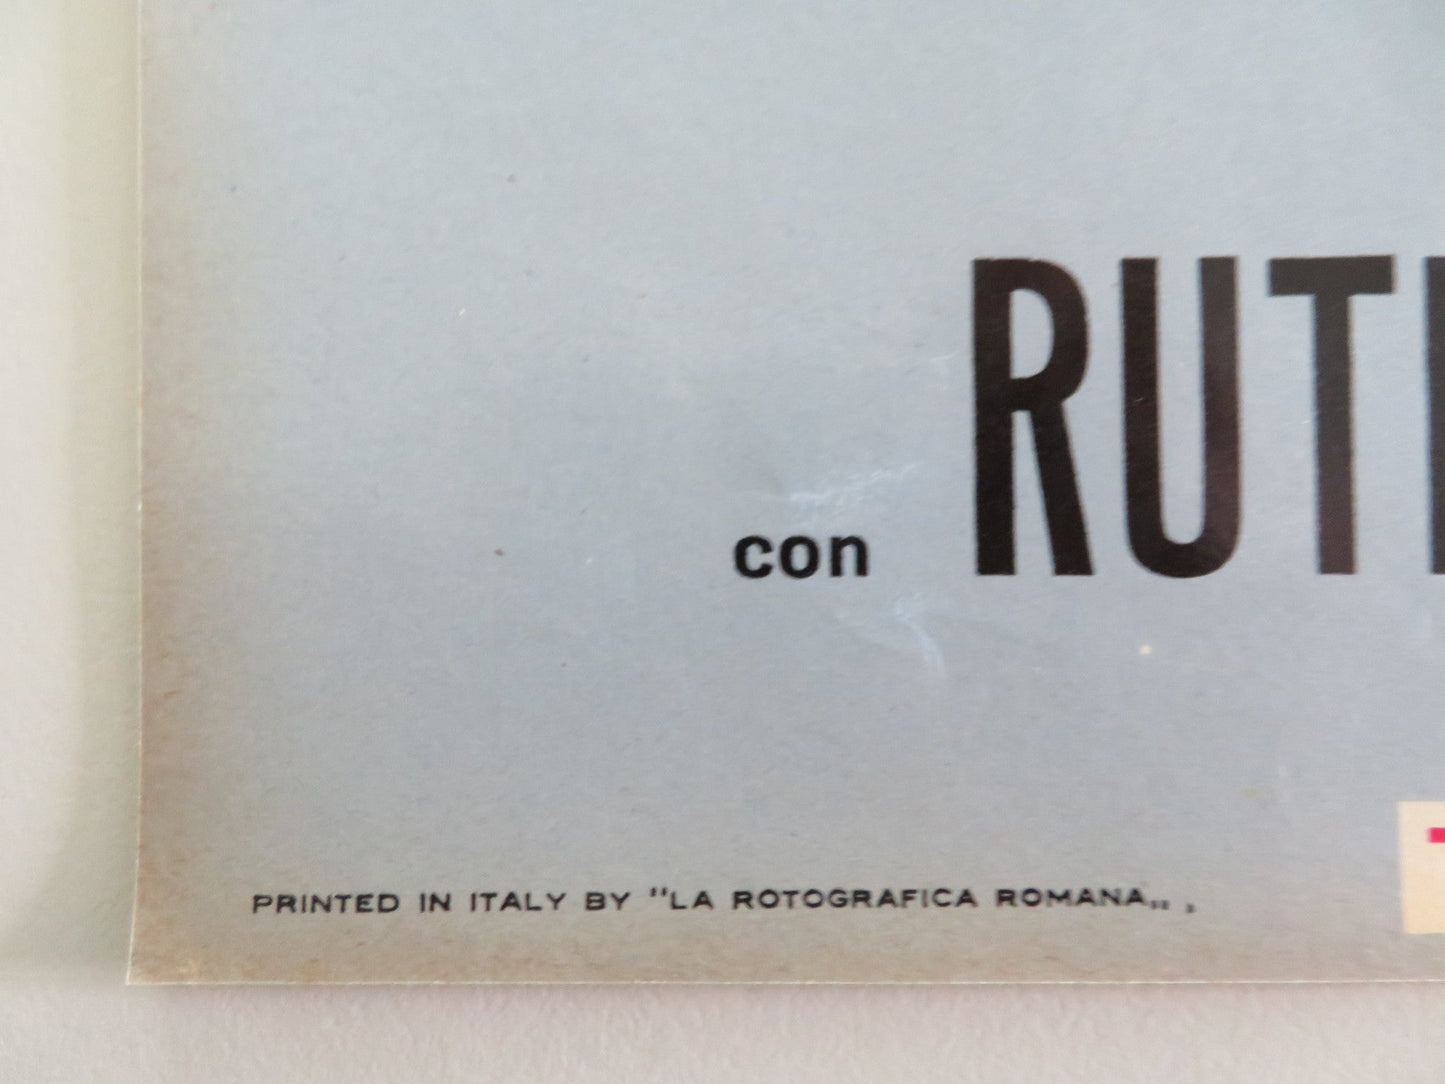 con RUT
PRINTED IN ITALY BY "LA ROTOGRAFICA ROMANA„ ,